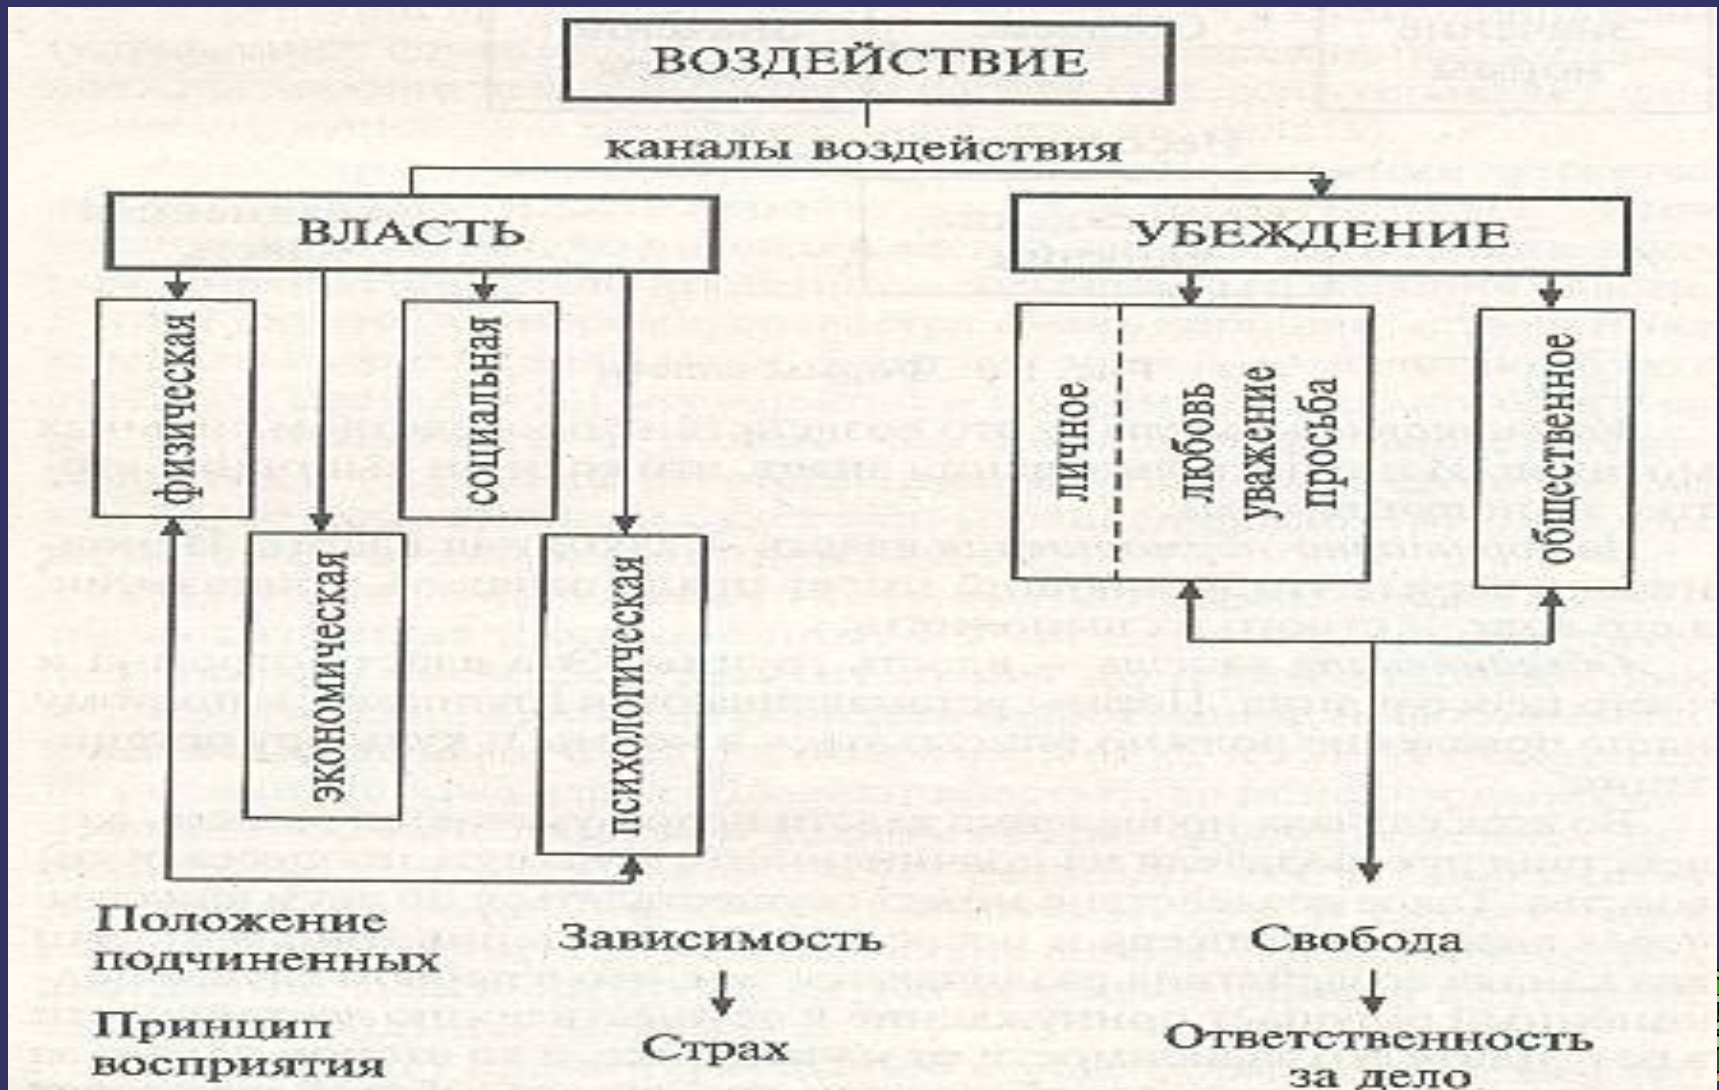 ВОЗДЕЙСТВИЕ
каналы воздействия
ВЛАСТЬ
УБЕЖДЕНИЕ
физическая
экономическая
социальная
психологическая
личное
любовь
уважение
просьба
общественное
Положение
подчиненных
Зависимость
Свобода
Принцип
восприятия
Страх
Ответственность
за дело